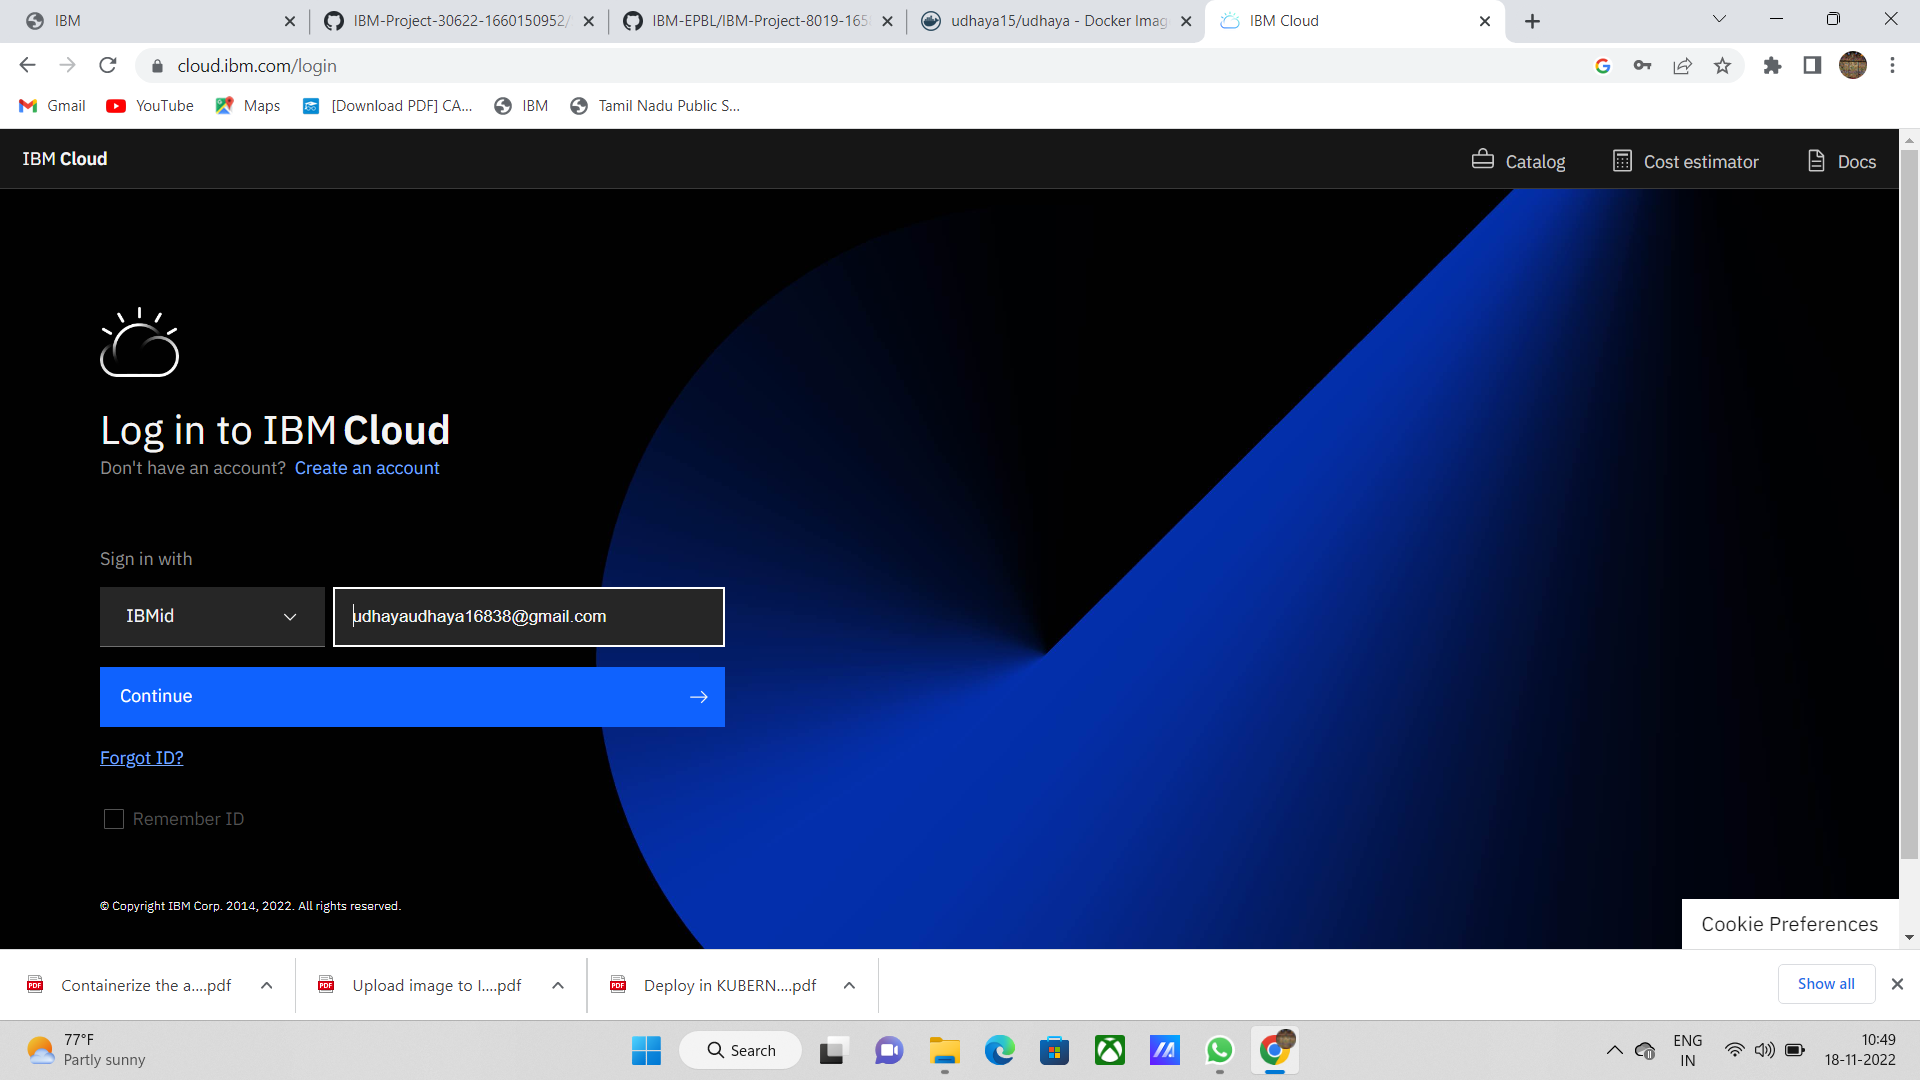 IBM
IBM-Project-30622-1660150952/
IBM-EPBL/IBM-Project-8019-165
udhaya15/udhaya - Docker Imag
IBM Cloud
cloud.ibm.com/login
Gmail
YouTube
Maps
[Download PDF] CA...
IBM
Tamil Nadu Public S...
IBM Cloud
Catalog
Cost estimator
Docs
Log in to IBM Cloud
Don't have an account? Create an account
Sign in with
IBMid
udhayaudhaya16838@gmail.com
Continue
Forgot ID?
Remember ID
© Copyright IBM Corp. 2014, 2022. All rights reserved.
Cookie Preferences
Containerize the a....pdf
Upload image to I....pdf
Deploy in KUBERN....pdf
Show all
77°F
Partly sunny
Search
ENG
IN
10:49
18-11-2022